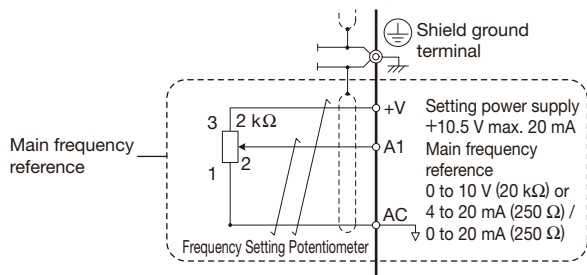 Shield ground
terminal
Main frequency
reference
3 2 kΩ
2
1
Frequency Setting Potentiometer
+V
A1
AC
Setting power supply
+10.5 V max. 20 mA
Main frequency
reference
0 to 10 V (20 kΩ) or
4 to 20 mA (250 Ω) /
0 to 20 mA (250 Ω)